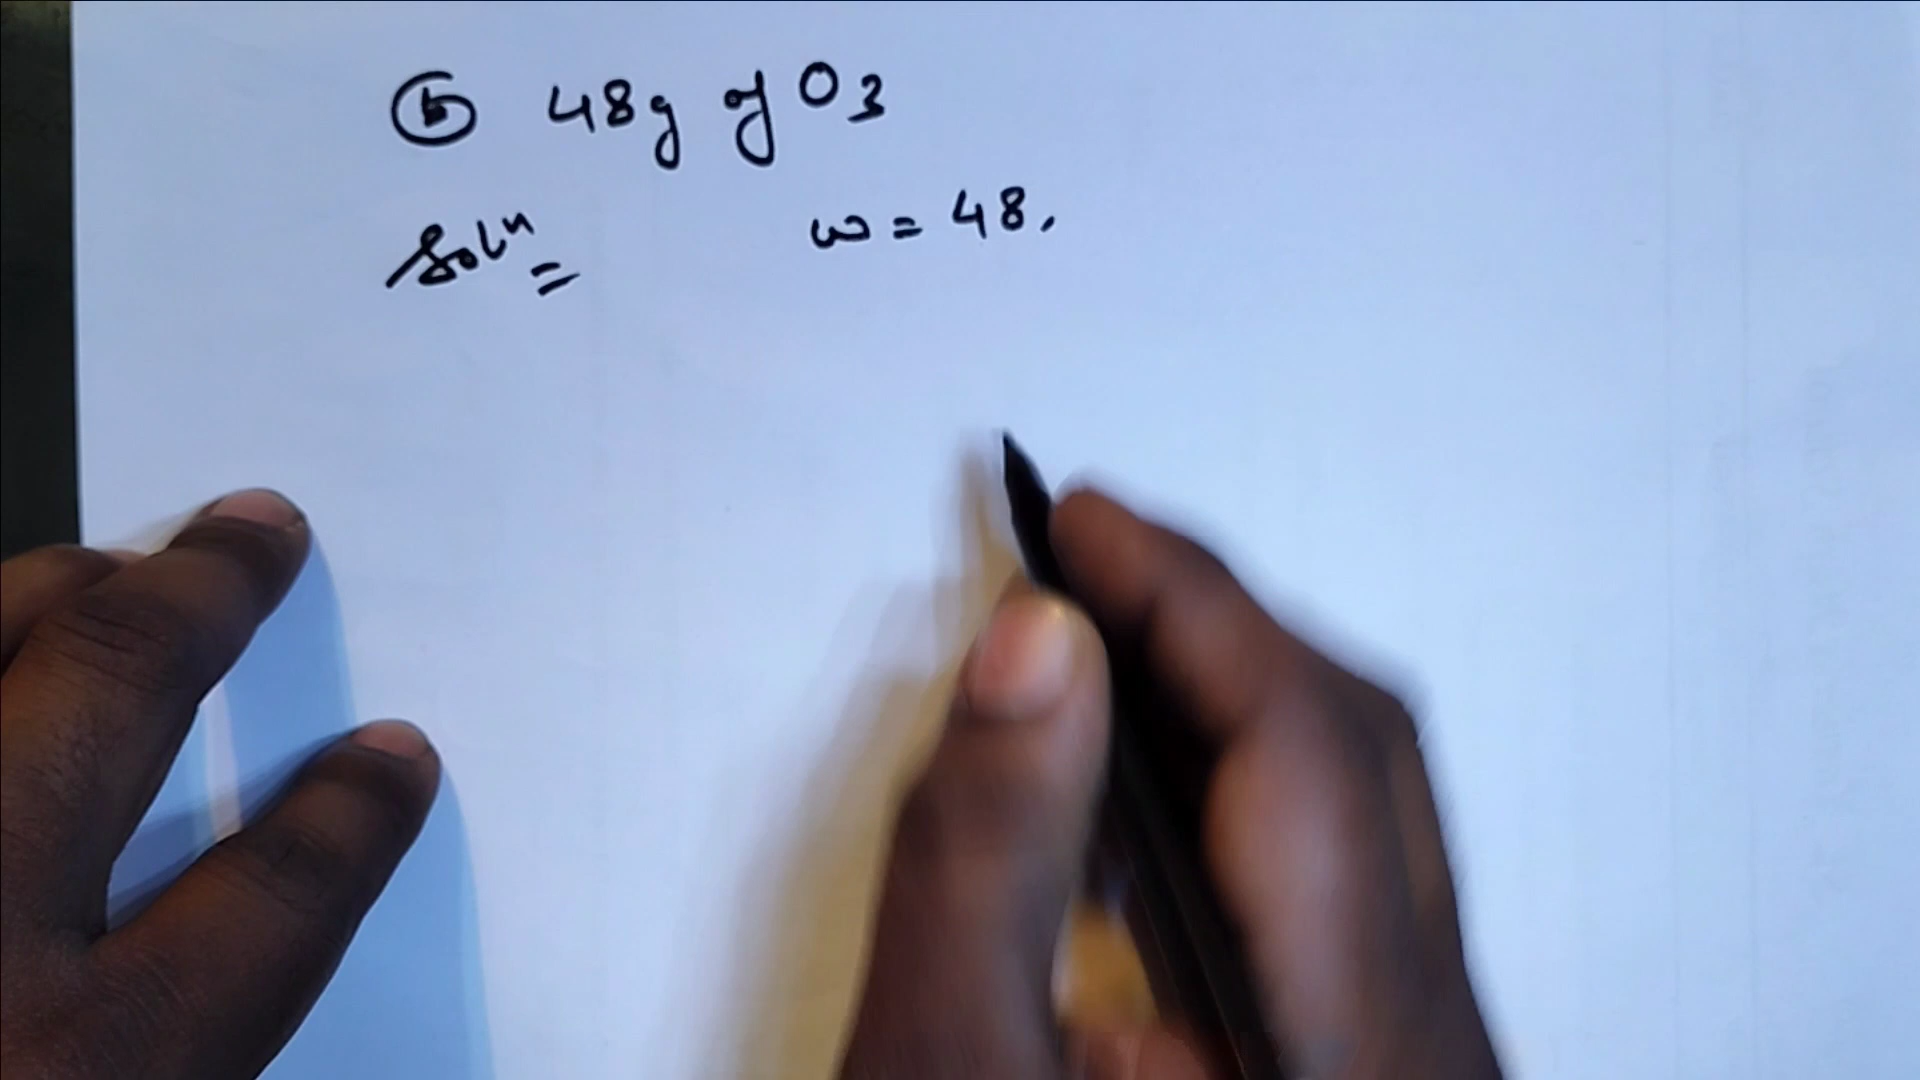 ⑤ 48g of O3
Soln
w = 48,